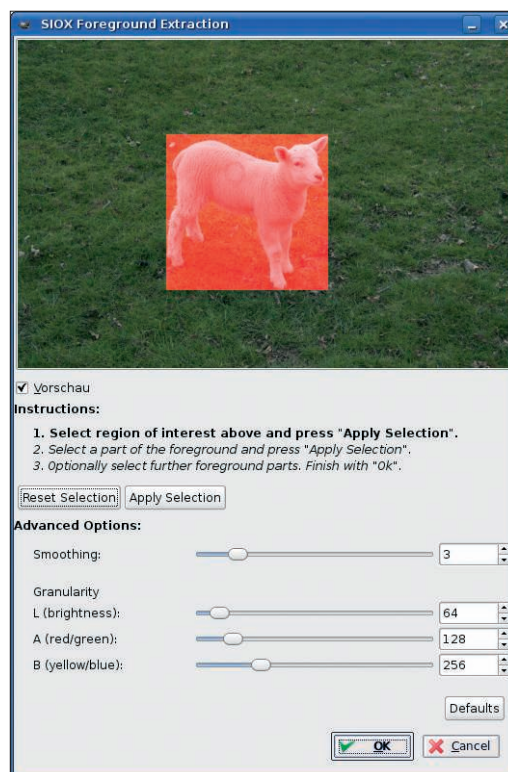 SIOX Foreground Extraction
Vorschau
Instructions:
1. Select region of interest above and press "Apply Selection".
2. Select a part of the foreground and press "Apply Selection".
3. Optionally select further foreground parts. Finish with "Ok".
Reset Selection Apply Selection
Advanced Options:
Smoothing: 3
Granularity
L (brightness): 64
A (red/green): 128
B (yellow/blue): 256
Defaults
OK Cancel